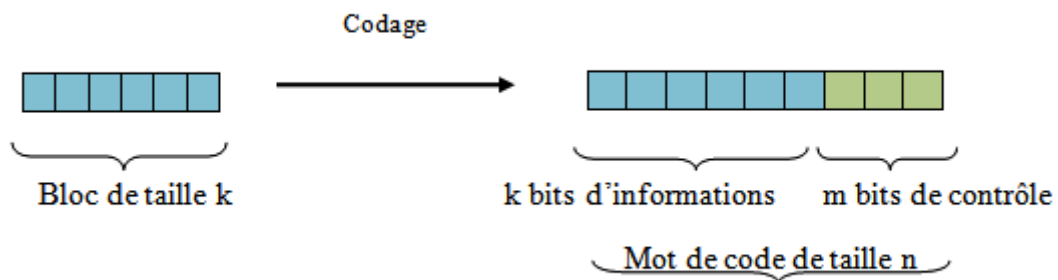 Codage
Bloc de taille k
k bits d'informations
m bits de contrôle
Mot de code de taille n